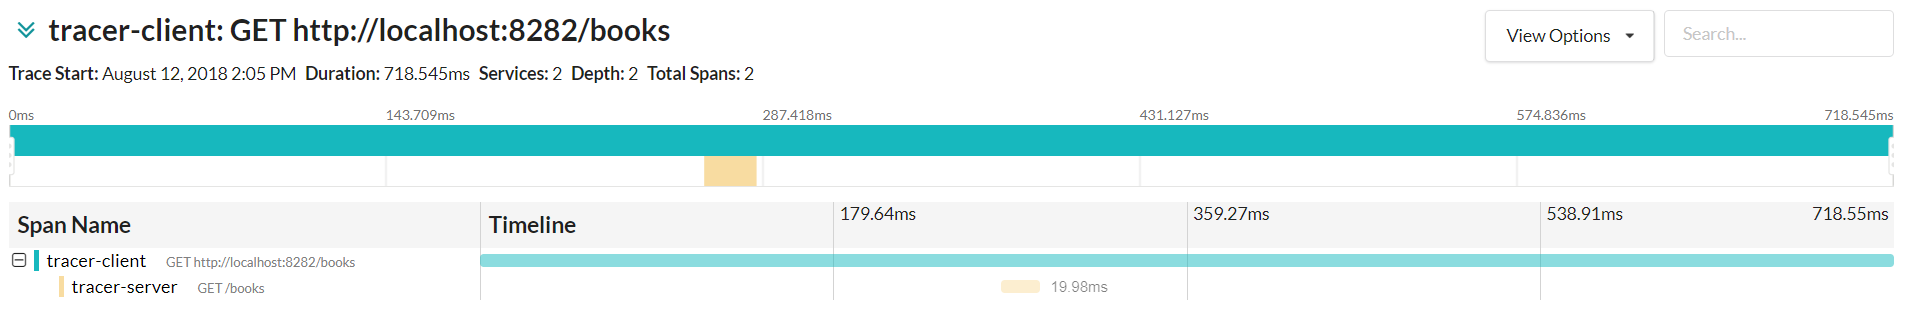 tracer-client: GET http://localhost:8282/books
View Options
Search...
Trace Start: August 12, 2018 2:05 PM Duration: 718.545ms Services: 2 Depth: 2 Total Spans: 2
0ms 143.709ms 287.418ms 431.127ms 574.836ms 718.545ms
Span Name Timeline 179.64ms 359.27ms 538.91ms 718.55ms
tracer-client GET http://localhost:8282/books
tracer-server GET /books 19.98ms